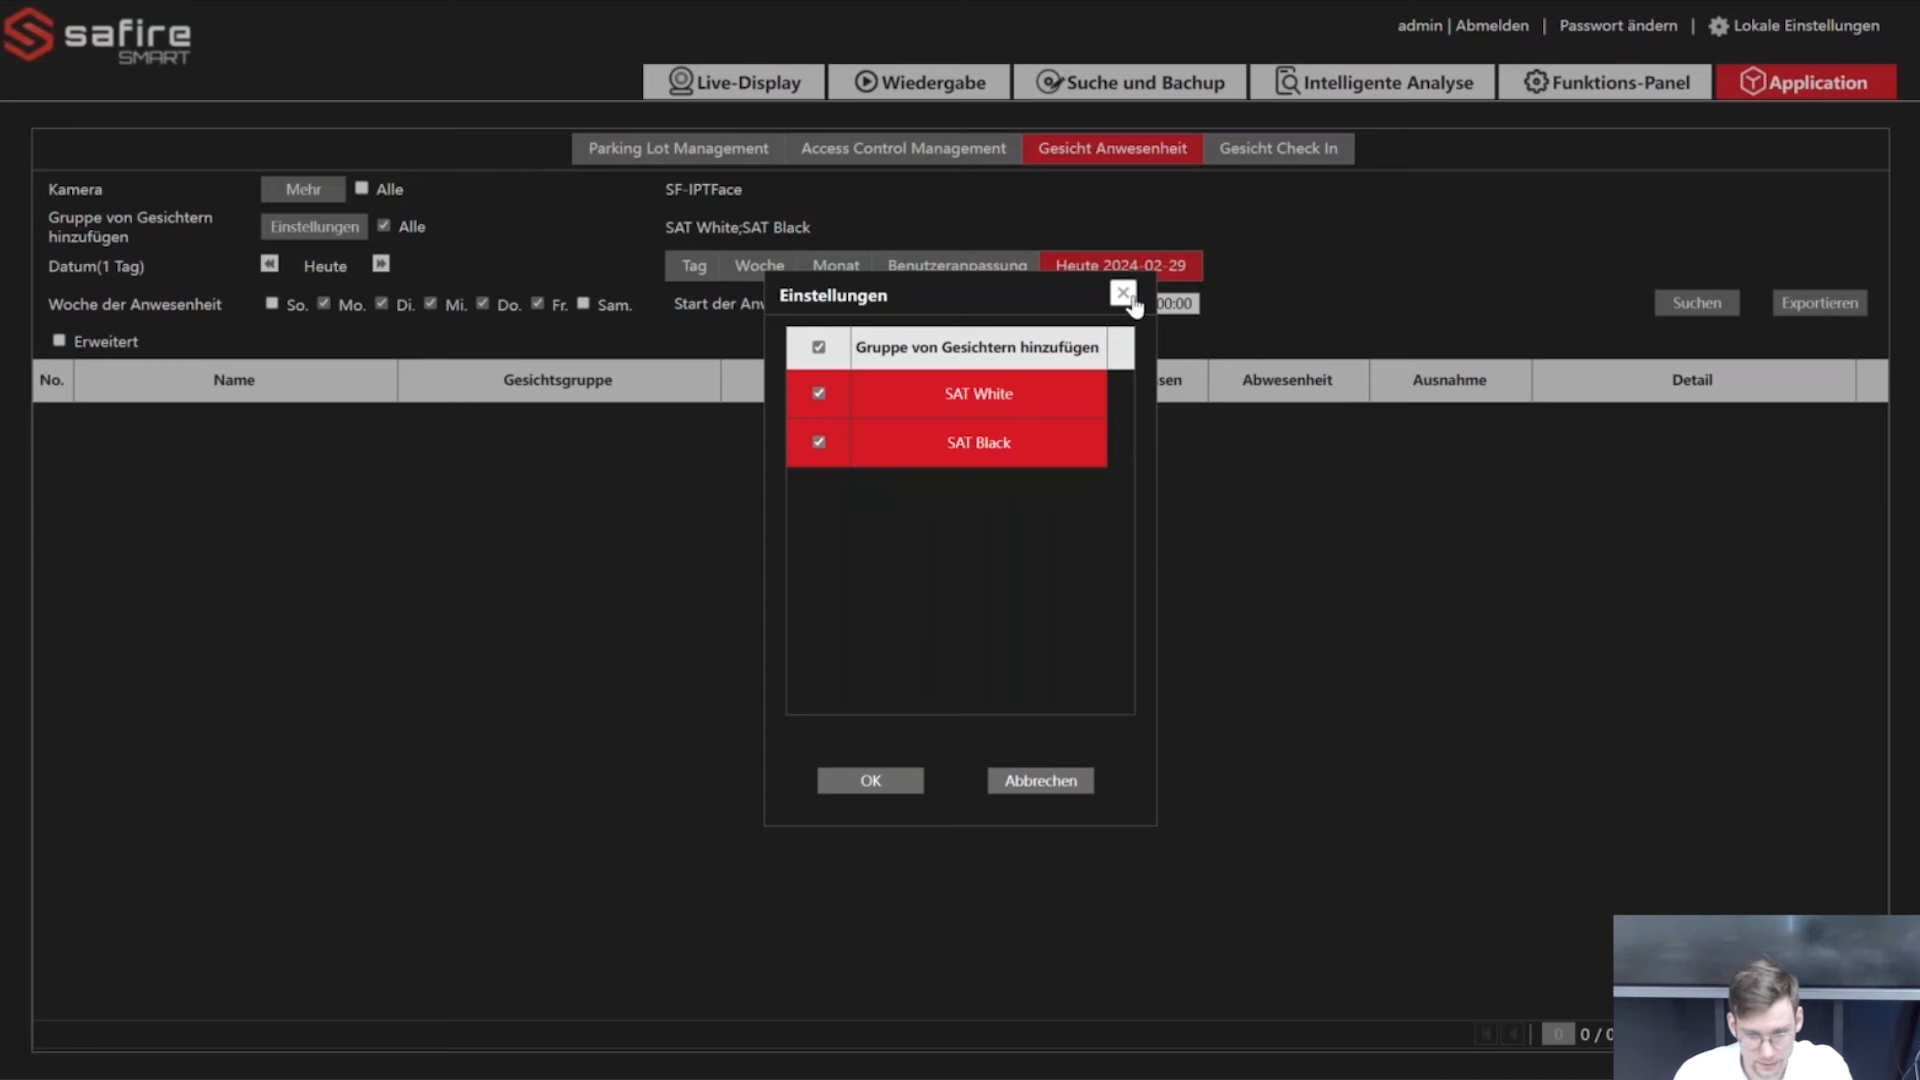 safire
SMART
admin | Abmelden | Passwort ändern | Lokale Einstellungen
Live-Display Wiedergabe Suche und Bachup Intelligente Analyse Funktions-Panel Application
Parking Lot Management Access Control Management Gesicht Anwesenheit Gesicht Check In
Kamera Mehr Alle SF-IPTFace
Gruppe von Gesichtern
hinzufügen Einstellungen Alle SAT White;SAT Black
Datum(1 Tag) Heute Tag Woche Monat Benutzeranpassung Heute 2024-02-29
Woche der Anwesenheit So. Mo. Di. Mi. Do. Fr. Sam. Start der Anw 00:00 Suchen Exportieren
Erweitert
No. Name Gesichtsgruppe sen Abwesenheit Ausnahme Detail
Einstellungen
Gruppe von Gesichtern hinzufügen
SAT White
SAT Black
OK Abbrechen
0 0 / 0